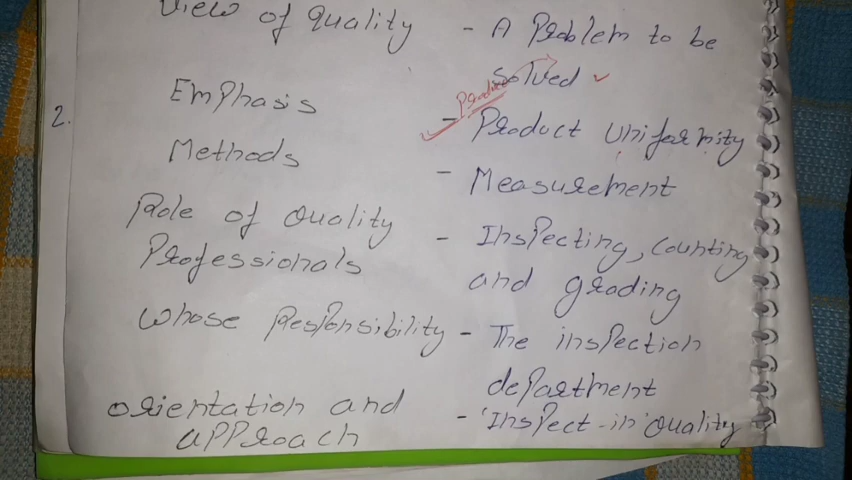 View of Quality - A Problem to be
solved
2. Emphasis - Product Uniformity
Methods - Measurement
Role of Quality - Inspecting, counting
Professionals and grading
Whose Responsibility - The inspection
department
orientation and - 'Inspect-in' Quality
approach